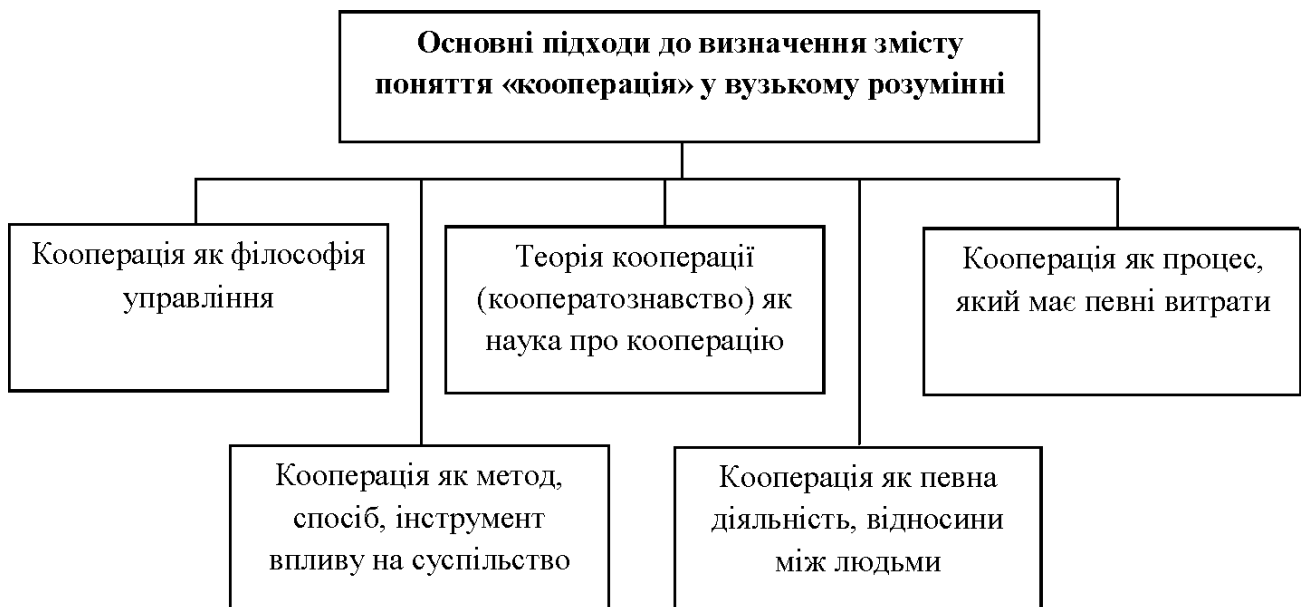 Основні підходи до визначення змісту
поняття «кооперація» у вузькому розумінні
Кооперація як філософія
управління
Теорія кооперації
(кооператознавство) як
наука про кооперацію
Кооперація як процес,
який має певні витрати
Кооперація як метод,
спосіб, інструмент
впливу на суспільство
Кооперація як певна
діяльність, відносини
між людьми